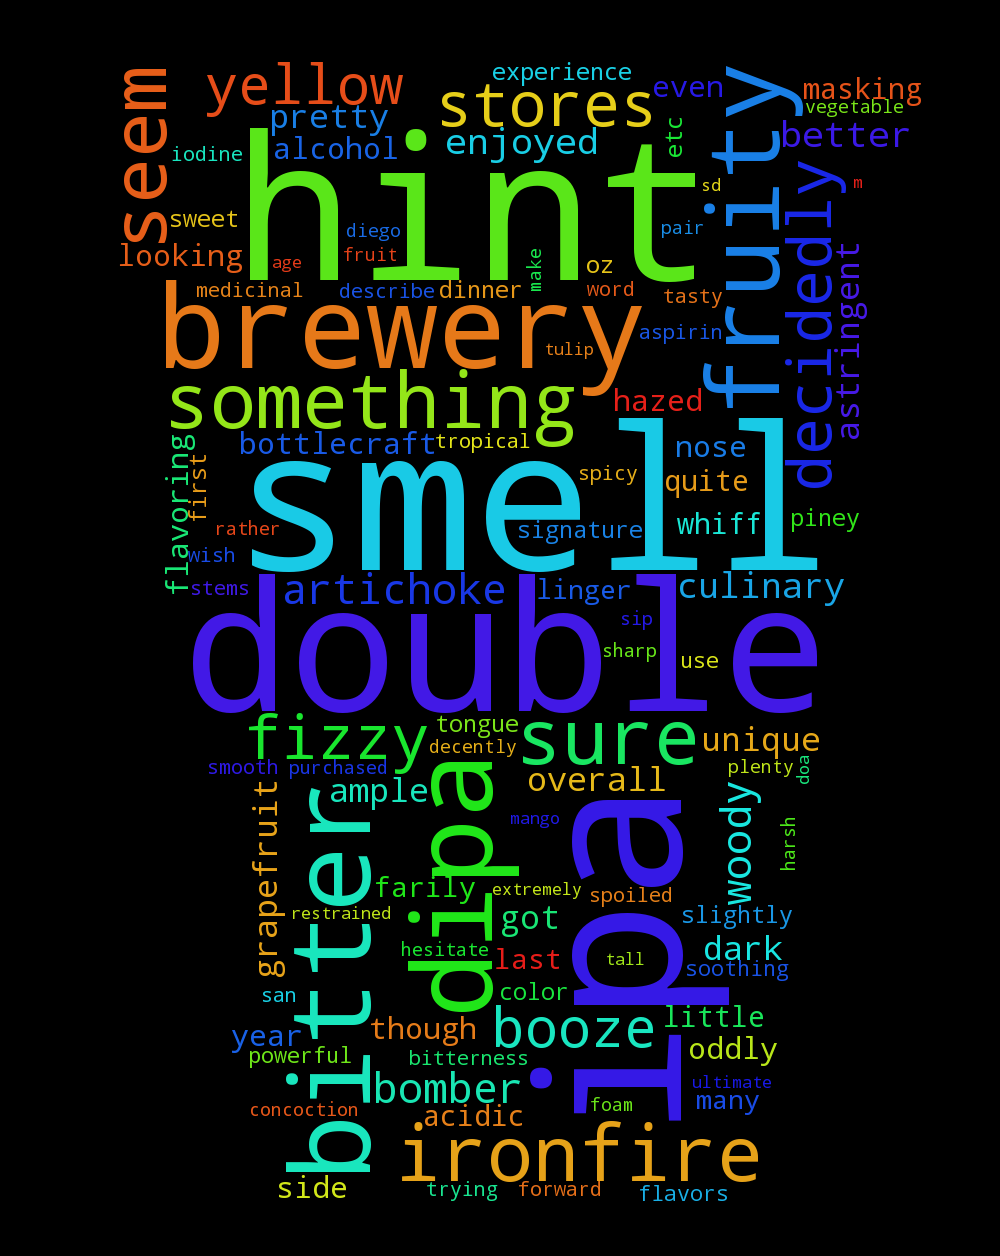 experience
yellow
seem
stores
even
masking
fruity
vegetable
pretty
etc
better
iodine
alcohol
enjoyed
hint
decidedly
sd
m
sweet
diego
pair
looking
age
fruit
make
oz
astringent
medicinal
describe
dinner
word
tasty
brewery
tulip
aspirin
something
hazed
flavoring
first
bottlecraft
tropical
nose
smell
spicy
quite
rather
signature
whiff
piney
wish
stems
artichoke
linger
culinary
double
sip
sharp
use
fizzy
tongue
decently
sure
unique
smooth
purchased
dipa
overall
plenty
doa
grapefruit
bitter
ample
ipa
woody
mango
harsh
farily
extremely
spoiled
restrained
got
slightly
hesitate
last
tall
dark
soothing
san
color
year
though
booze
little
powerful
bitterness
oddly
bomber
ultimate
concoction
acidic
foam
many
ironfire
side
trying
forward
flavors